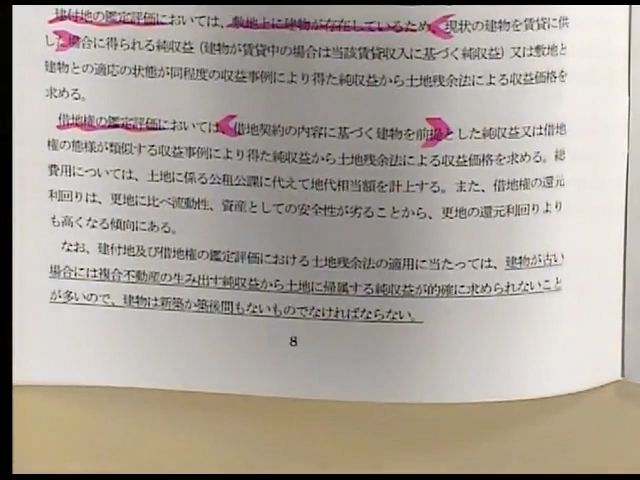 建付地の鑑定評価においては、敷地上に建物が存在しているため、現状の建物を賃貸に供
した場合に得られる純収益（建物が賃貸中の場合は当該賃貸収入に基づく純収益）又は敷地と
建物との適応の状態が同程度の収益事例により得た純収益から土地残余法による収益価格を
求める。
借地権の鑑定評価においては、借地契約の内容に基づく建物を前提とした純収益又は借地
権の態様が類似する収益事例により得た純収益から土地残余法による収益価格を求める。総
費用については、土地に係る公租公課に代えて地代相当額を計上する。また、借地権の還元
利回りは、更地に比べ流動性、資産としての安全性が劣ることから、更地の還元利回りより
も高くなる傾向にある。
なお、建付地及び借地権の鑑定評価における土地残余法の適用に当たっては、建物が古い
場合には複合不動産の生み出す純収益から土地に帰属する純収益が的確に求められないこと
が多いので、建物は新築か築後間もないものでなければならない。
8